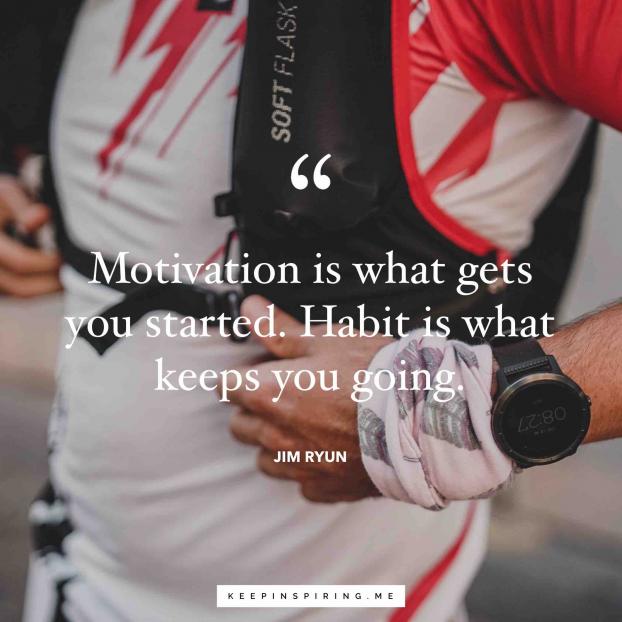 SOFT FLASK
“
Motivation is what gets
you started. Habit is what
keeps you going.
JIM RYUN
08:27
KEEPINSPIRING.ME